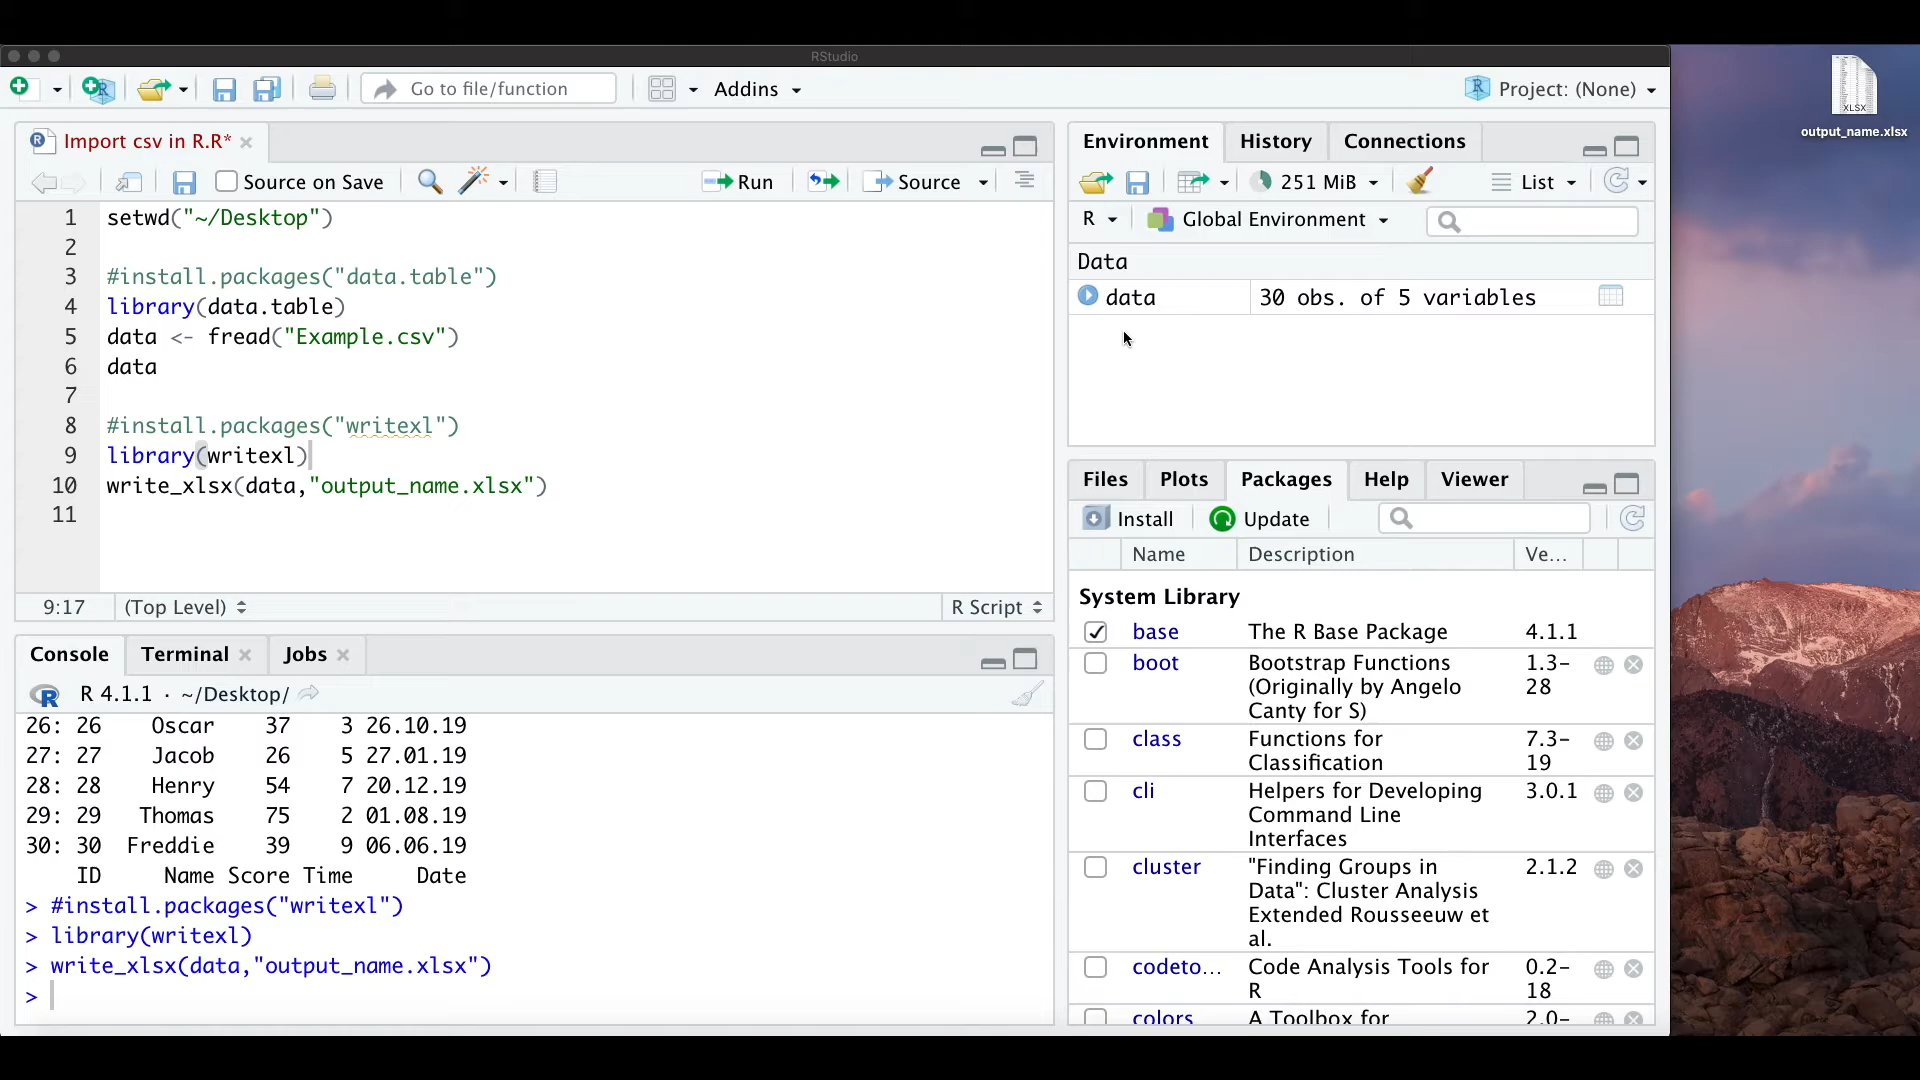 RStudio
Go to file/function
Addins
Project: (None)
XLSX
output_name.xlsx
Import csv in R.R*
Source on Save
Run
Source
1 setwd("~/Desktop")
2
3 #install.packages("data.table")
4 library(data.table)
5 data <- fread("Example.csv")
6 data
7
8 #install.packages("writexl")
9 library(writexl)
10 write_xlsx(data,"output_name.xlsx")
11
9:17 (Top Level) R Script
Console Terminal Jobs
R 4.1.1 · ~/Desktop/
26: 26 Oscar 37 3 26.10.19
27: 27 Jacob 26 5 27.01.19
28: 28 Henry 54 7 20.12.19
29: 29 Thomas 75 2 01.08.19
30: 30 Freddie 39 9 06.06.19
ID Name Score Time Date
> #install.packages("writexl")
> library(writexl)
> write_xlsx(data,"output_name.xlsx")
>
Environment History Connections
251 MiB List
R Global Environment
Data
data 30 obs. of 5 variables
Files Plots Packages Help Viewer
Install Update
Name Description Ve...
System Library
base The R Base Package 4.1.1
boot Bootstrap Functions 1.3-
(Originally by Angelo 28
Canty for S)
class Functions for 7.3-
Classification 19
cli Helpers for Developing 3.0.1
Command Line
Interfaces
cluster "Finding Groups in 2.1.2
Data": Cluster Analysis
Extended Rousseeuw et
al.
codeto... Code Analysis Tools for 0.2-
R 18
colors A Toolbox for 2.0-